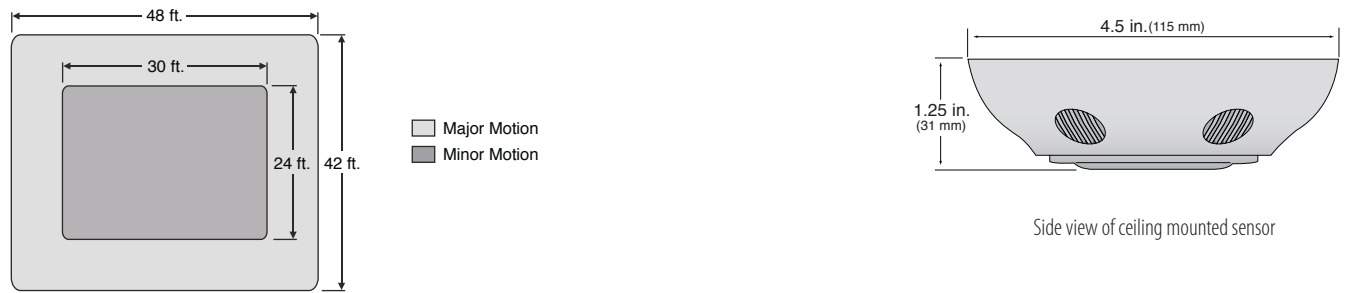 48 ft.
30 ft.
24 ft.
42 ft.
Major Motion
Minor Motion
4.5 in.(115 mm)
1.25 in.
(31 mm)
Side view of ceiling mounted sensor